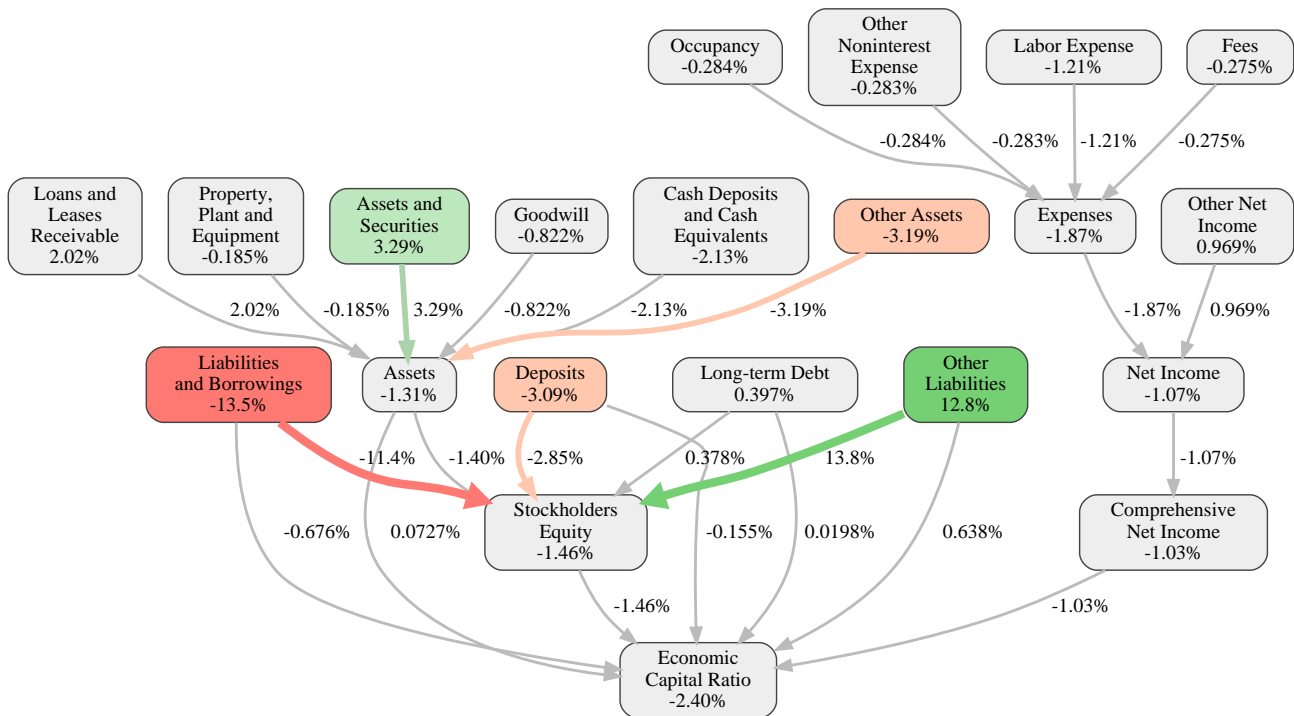 Occupancy
-0.284%
Other
Noninterest
Expense
-0.283%
Labor Expense
-1.21%
Fees
-0.275%
-0.284%
-0.283%
-1.21%
-0.275%
Loans and
Leases
Receivable
2.02%
Property,
Plant and
Equipment
-0.185%
Assets and
Securities
3.29%
Goodwill
-0.822%
Cash Deposits
and Cash
Equivalents
-2.13%
Other Assets
-3.19%
Expenses
-1.87%
Other Net
Income
0.969%
2.02%
-0.185%
3.29%
-0.822%
-2.13%
-3.19%
-1.87%
0.969%
Liabilities
and Borrowings
-13.5%
Assets
-1.31%
Deposits
-3.09%
Long-term Debt
0.397%
Other
Liabilities
12.8%
Net Income
-1.07%
-11.4%
-1.40%
-2.85%
0.378%
13.8%
-1.07%
Stockholders
Equity
-1.46%
Comprehensive
Net Income
-1.03%
-0.676%
0.0727%
-0.155%
0.0198%
0.638%
-1.46%
-1.03%
Economic
Capital Ratio
-2.40%